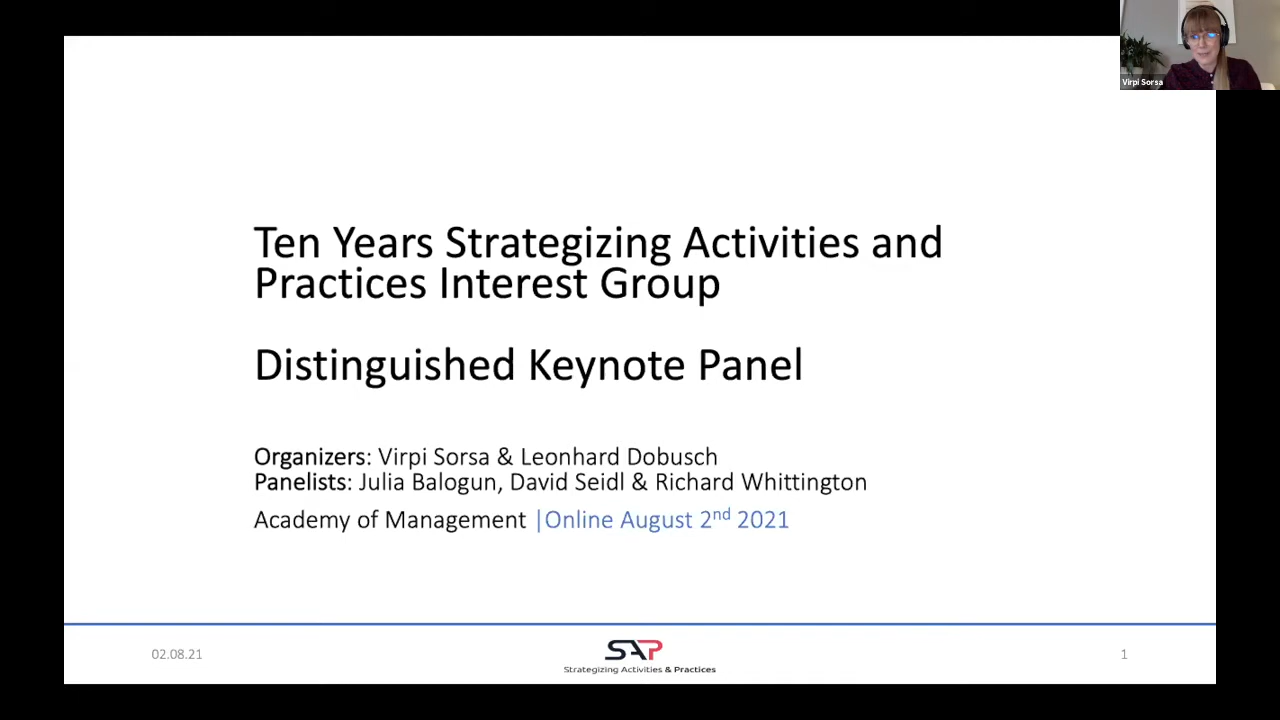 Virpi Sorsa
Ten Years Strategizing Activities and
Practices Interest Group
Distinguished Keynote Panel
Organizers: Virpi Sorsa & Leonhard Dobusch
Panelists: Julia Balogun, David Seidl & Richard Whittington
Academy of Management |Online August 2nd 2021
02.08.21
SAP
Strategizing Activities & Practices
1